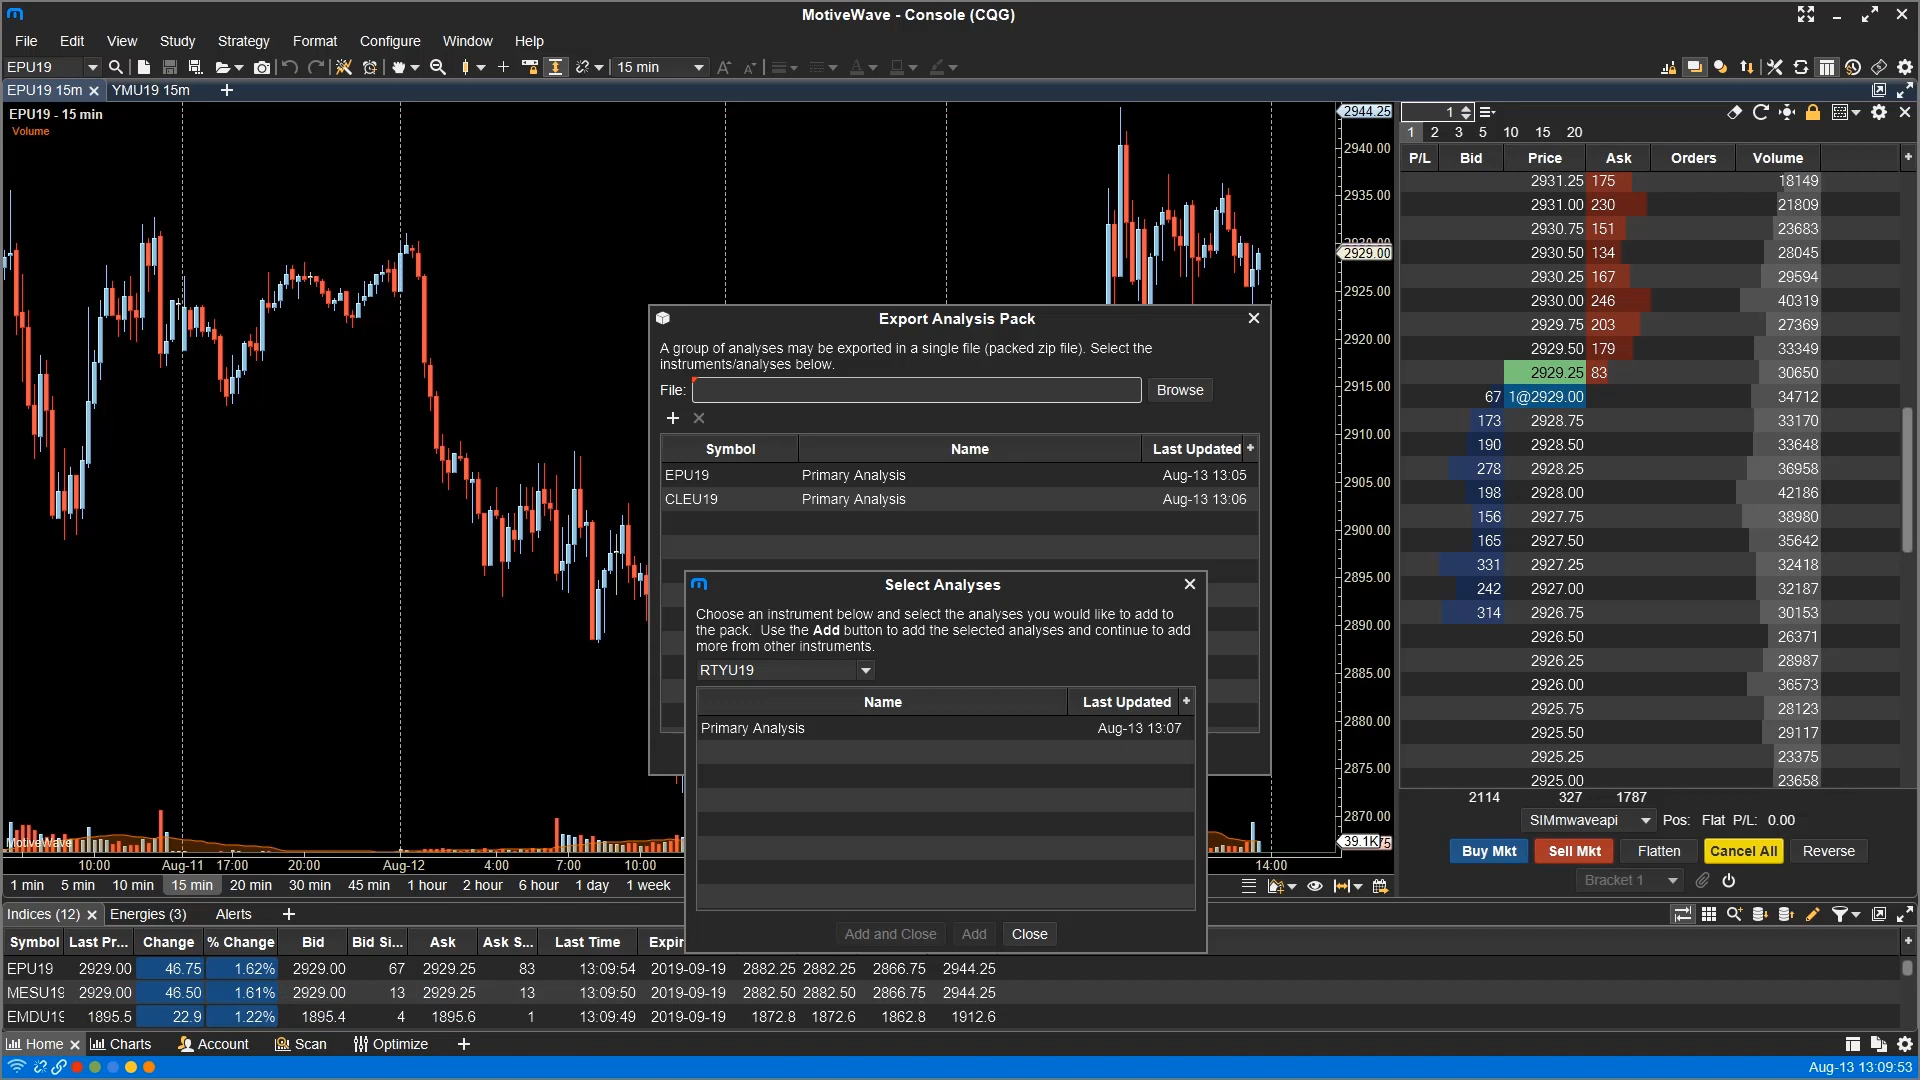 MotiveWave - Console (CQG)
File Edit View Study Strategy Format Configure Window Help
EPU19 15 min
EPU19 15m YMU19 15m
EPU19 - 15 min
Volume
2944.25
2940.00
2935.00
2929.00
2925.00
2920.00
2915.00
2910.00
2905.00
2900.00
2895.00
2890.00
2885.00
2880.00
2875.00
2870.00
39.1K
MotiveWave
10:00 Aug-11 17:00 20:00 Aug-12 4:00 7:00 10:00 14:00
1 min 5 min 10 min 15 min 20 min 30 min 45 min 1 hour 2 hour 6 hour 1 day 1 week
Export Analysis Pack
A group of analyses may be exported in a single file (packed zip file). Select the
instruments/analyses below.
File: Browse
Symbol Name Last Updated
EPU19 Primary Analysis Aug-13 13:05
CLEU19 Primary Analysis Aug-13 13:06
Select Analyses
Choose an instrument below and select the analyses you would like to add to
the pack. Use the Add button to add the selected analyses and continue to add
more from other instruments.
RTYU19
Name Last Updated
Primary Analysis Aug-13 13:07
Add and Close Add Close
1
1 2 3 5 10 15 20
P/L Bid Price Ask Orders Volume
2931.25 175 18149
2931.00 230 21809
2930.75 151 23683
2930.50 134 28045
2930.25 167 29594
2930.00 246 40319
2929.75 203 27369
2929.50 179 33349
2929.25 83 30650
67 1@2929.00 34712
173 2928.75 33170
190 2928.50 33648
278 2928.25 36958
198 2928.00 42186
156 2927.75 38980
165 2927.50 35642
331 2927.25 32418
242 2927.00 32187
314 2926.75 30153
2926.50 26371
2926.25 28987
2926.00 36573
2925.75 28123
2925.50 29117
2925.25 23375
2925.00 23658
2114 327 1787
SIMmwaveapi Pos: Flat P/L: 0.00
Buy Mkt Sell Mkt Flatten Cancel All Reverse
Bracket 1
Indices (12) Energies (3) Alerts
Symbol Last Pr... Change % Change Bid Bid Si... Ask Ask S... Last Time Expir
EPU19 2929.00 46.75 1.62% 2929.00 67 2929.25 83 13:09:54 2019-09-19 2882.25 2882.25 2866.75 2944.25
MESU19 2929.00 46.50 1.61% 2929.00 13 2929.25 13 13:09:50 2019-09-19 2882.50 2882.50 2866.75 2944.25
EMDU19 1895.5 22.9 1.22% 1895.4 4 1895.6 1 13:09:49 2019-09-19 1872.8 1872.6 1862.8 1912.6
Home Charts Account Scan Optimize
Aug-13 13:09:53